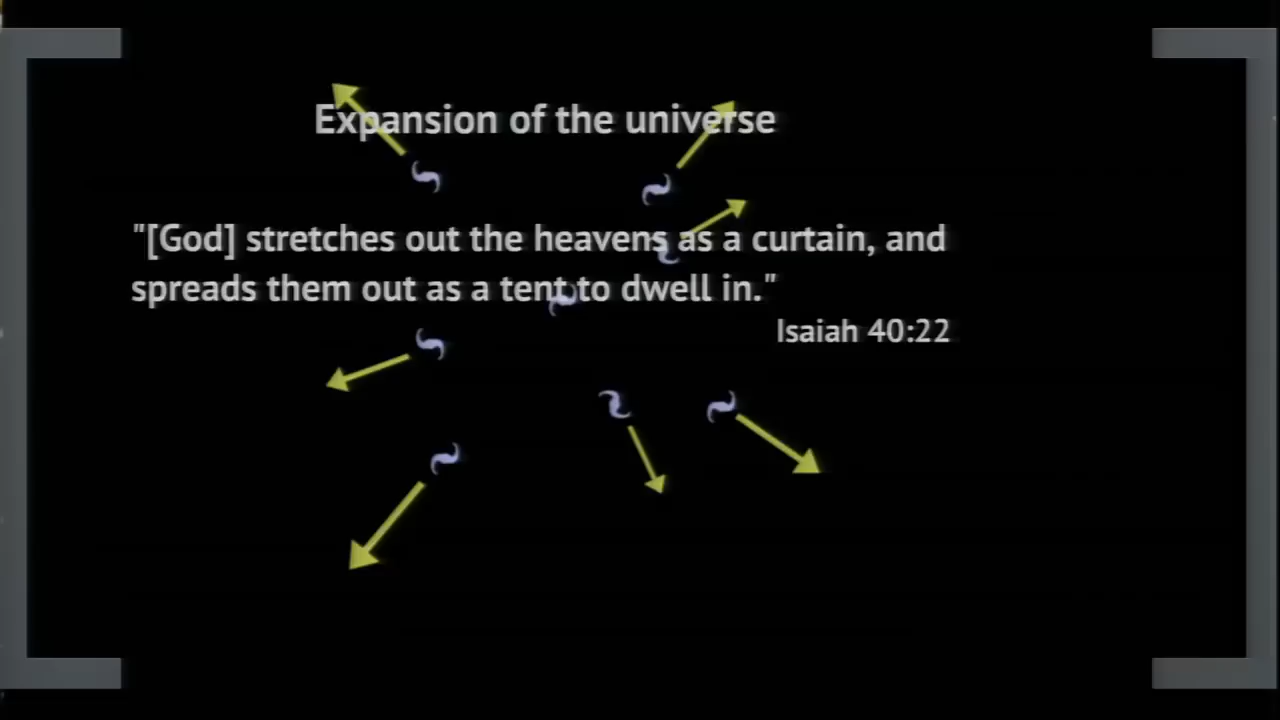 Expansion of the universe
"[God] stretches out the heavens as a curtain, and
spreads them out as a tent to dwell in."
Isaiah 40:22